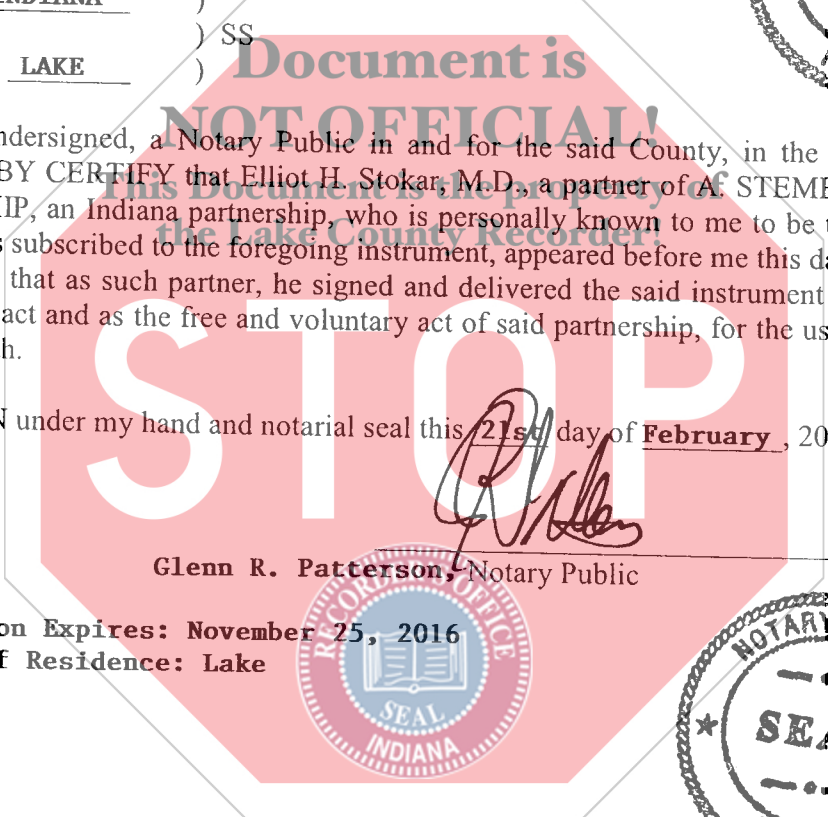 INDIANA )
) SS
LAKE )
Document is
NOT OFFICIAL!
This Document is the property of
the Lake County Recorder!
ndersigned, a Notary Public in and for the said County, in the
BY CERTIFY that Elliot H. Stokar, M.D., a partner of A. STEME
IP, an Indiana partnership, who is personally known to me to be t
s subscribed to the foregoing instrument, appeared before me this da
that as such partner, he signed and delivered the said instrument
act and as the free and voluntary act of said partnership, for the us
h.
STOP
N under my hand and notarial seal this 21st day of February , 20
Glenn R. Patterson, Notary Public
on Expires: November 25, 2016
f Residence: Lake
RECORDER'S OFFICE
SEAL
INDIANA
NOTARY
SEA